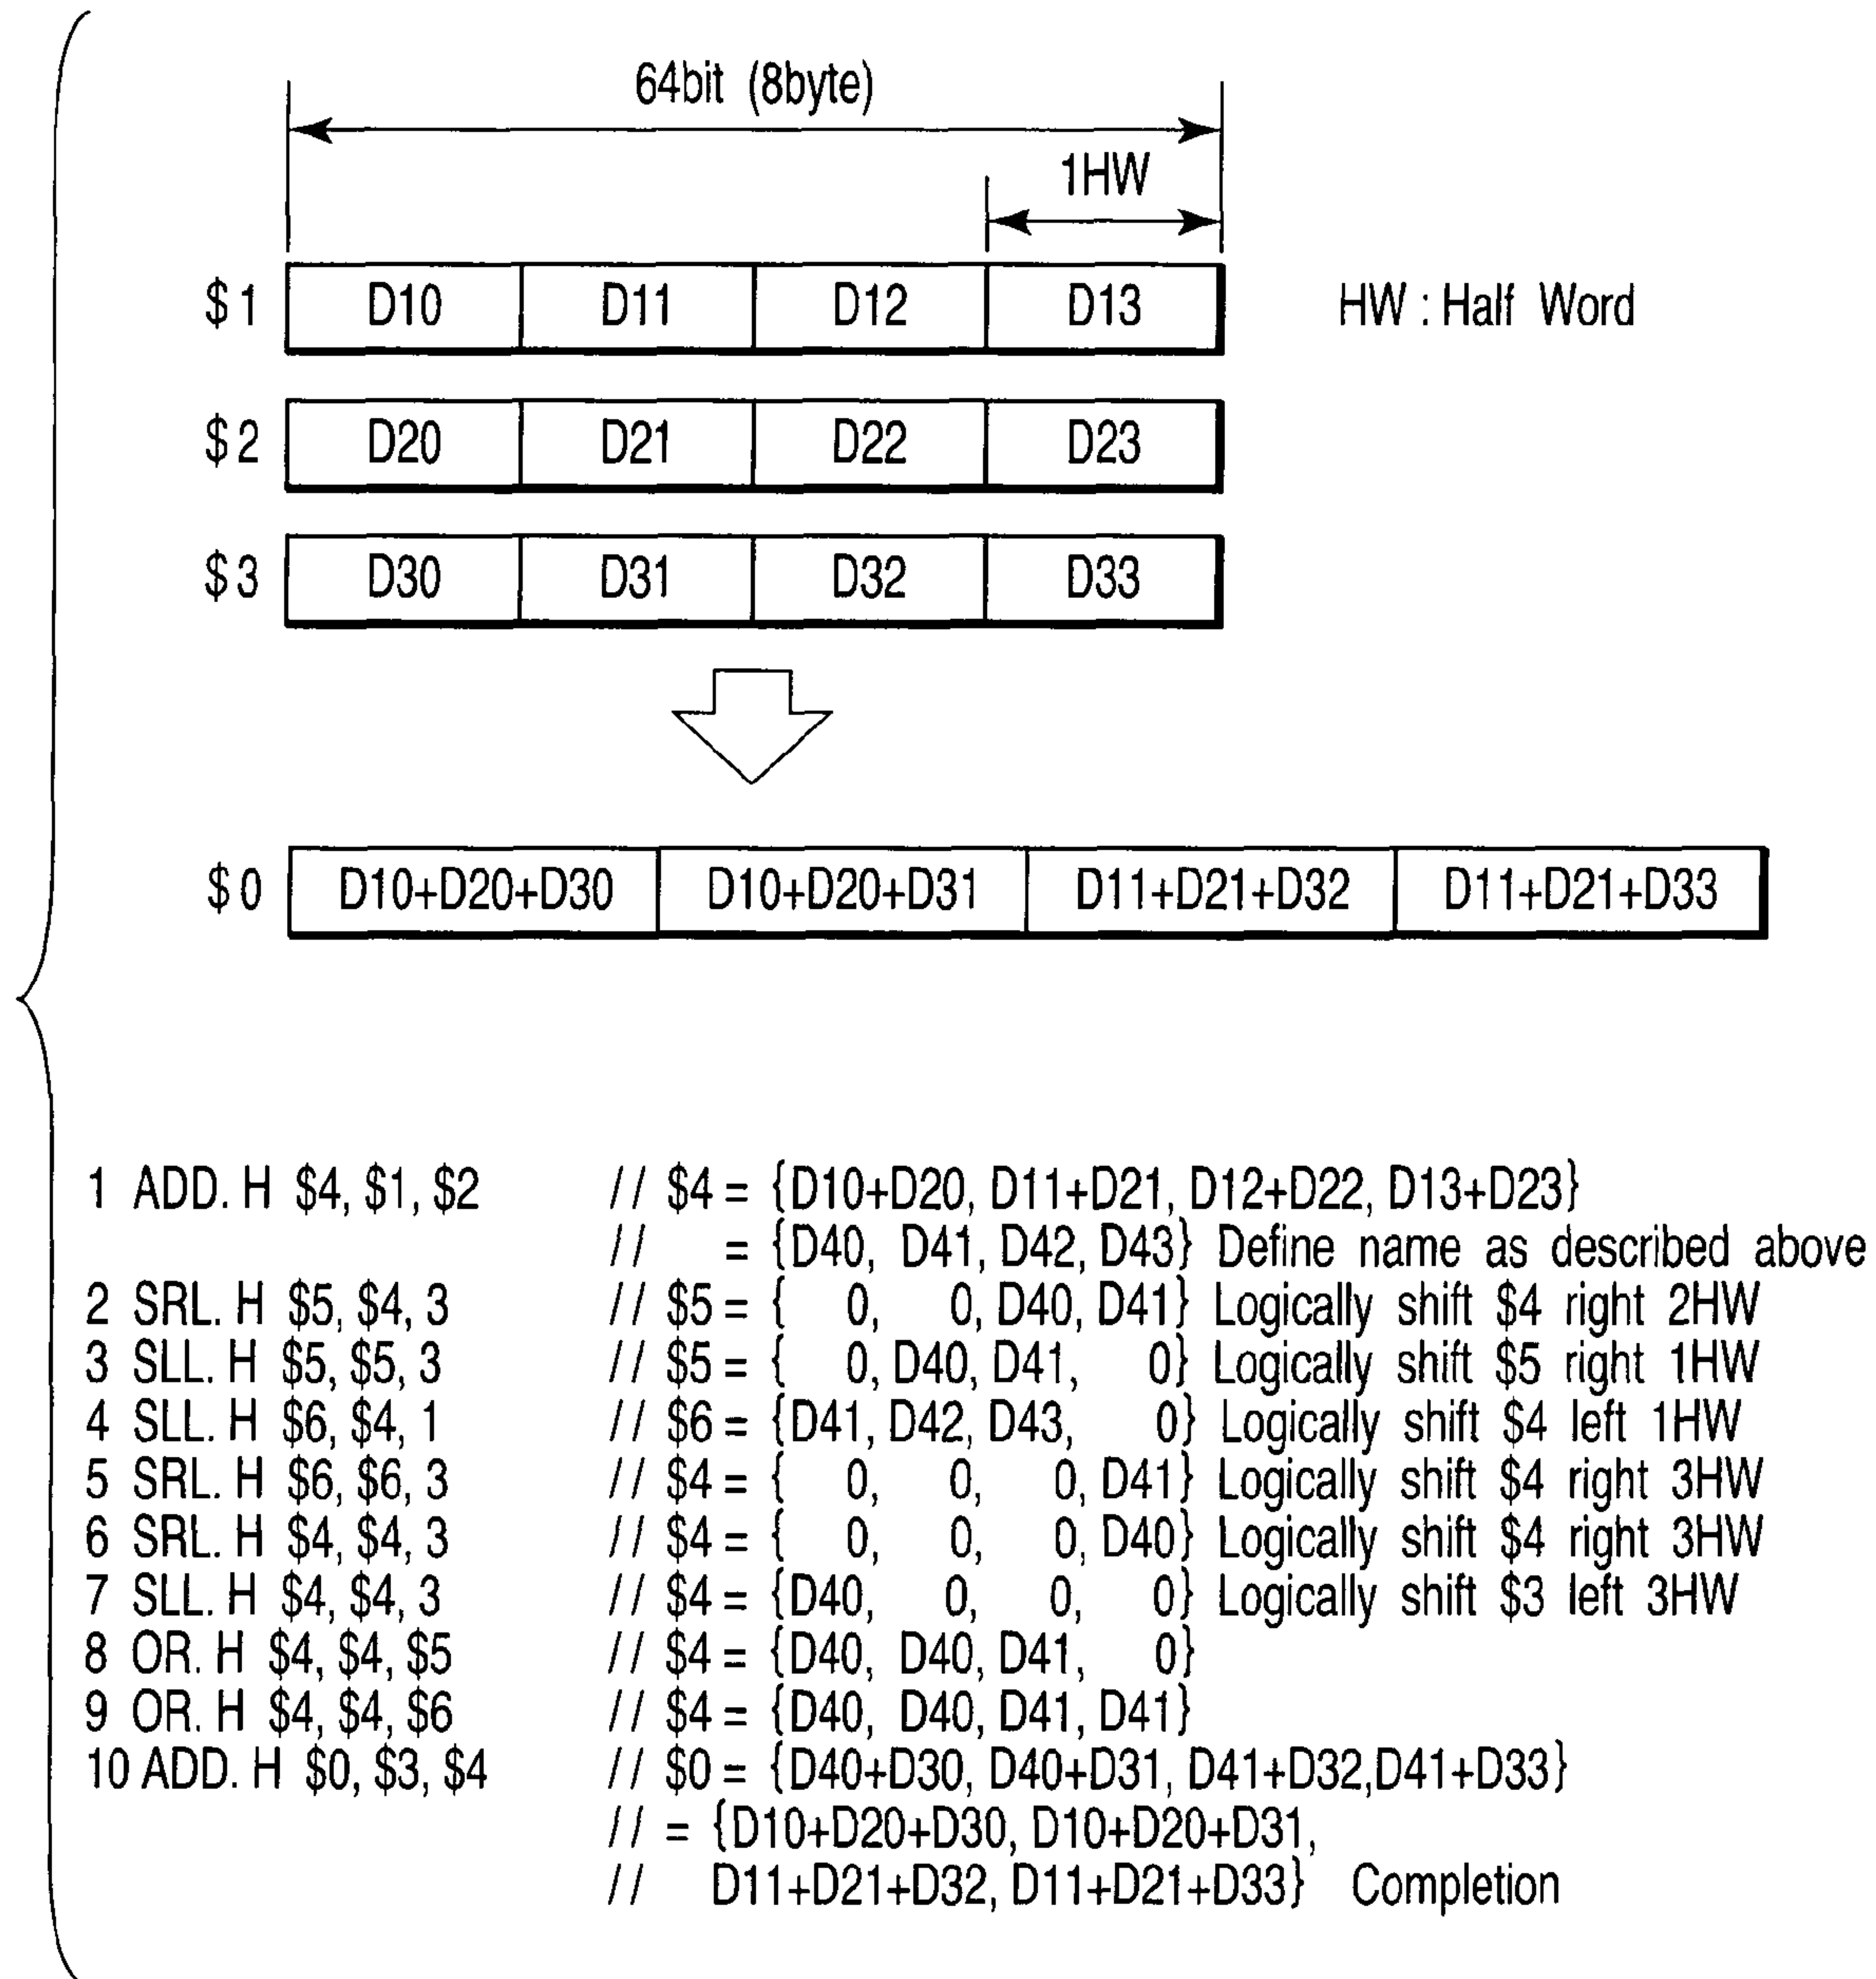 64bit (8byte)
1HW
$1 D10 D11 D12 D13 HW : Half Word
$2 D20 D21 D22 D23
$3 D30 D31 D32 D33
$0 D10+D20+D30 D10+D20+D31 D11+D21+D32 D11+D21+D33
1 ADD. H $4, $1, $2 // $4 = {D10+D20, D11+D21, D12+D22, D13+D23}
// = {D40, D41, D42, D43} Define name as described above
2 SRL. H $5, $4, 3 // $5 = { 0, 0, D40, D41} Logically shift $4 right 2HW
3 SLL. H $5, $5, 3 // $5 = { 0, D40, D41, 0} Logically shift $5 right 1HW
4 SLL. H $6, $4, 1 // $6 = {D41, D42, D43, 0} Logically shift $4 left 1HW
5 SRL. H $6, $6, 3 // $4 = { 0, 0, 0, D41} Logically shift $4 right 3HW
6 SRL. H $4, $4, 3 // $4 = { 0, 0, 0, D40} Logically shift $4 right 3HW
7 SLL. H $4, $4, 3 // $4 = {D40, 0, 0, 0} Logically shift $3 left 3HW
8 OR. H $4, $4, $5 // $4 = {D40, D40, D41, 0}
9 OR. H $4, $4, $6 // $4 = {D40, D40, D41, D41}
10 ADD. H $0, $3, $4 // $0 = {D40+D30, D40+D31, D41+D32,D41+D33}
// = {D10+D20+D30, D10+D20+D31,
// D11+D21+D32, D11+D21+D33} Completion